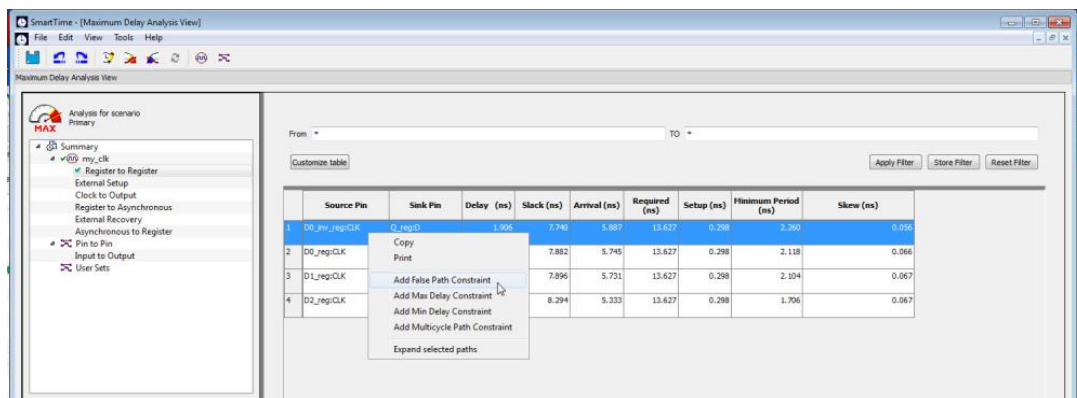 SmartTime - [Maximum Delay Analysis View]
File Edit View Tools Help
Maximum Delay Analysis View
Analysis for scenario
Primary
MAX
Summary
my_clk
Register to Register
External Setup
Clock to Output
Register to Asynchronous
External Recovery
Asynchronous to Register
Pin to Pin
Input to Output
User Sets
From * TO *
Customize table Apply Filter Store Filter Reset Filter
Source Pin Sink Pin Delay (ns) Slack (ns) Arrival (ns) Required (ns) Setup (ns) Minimum Period (ns) Skew (ns)
1 D0_inv_reg:CLK Q_reg:D 1.906 7.740 5.887 13.627 0.298 2.260 0.056
2 D0_reg:CLK 7.882 5.745 13.627 0.298 2.118 0.066
3 D1_reg:CLK 7.896 5.731 13.627 0.298 2.104 0.067
4 D2_reg:CLK 8.294 5.333 13.627 0.298 1.706 0.067
Copy
Print
Add False Path Constraint
Add Max Delay Constraint
Add Min Delay Constraint
Add Multicycle Path Constraint
Expand selected paths